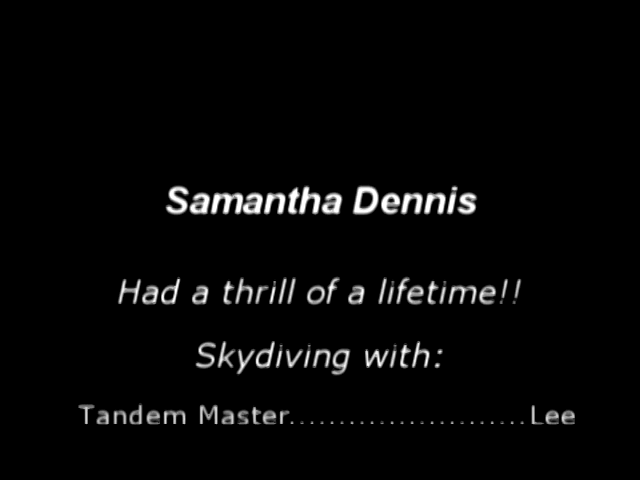 Samantha Dennis
Had a thrill of a lifetime!!
Skydiving with:
Tandem Master........................Lee